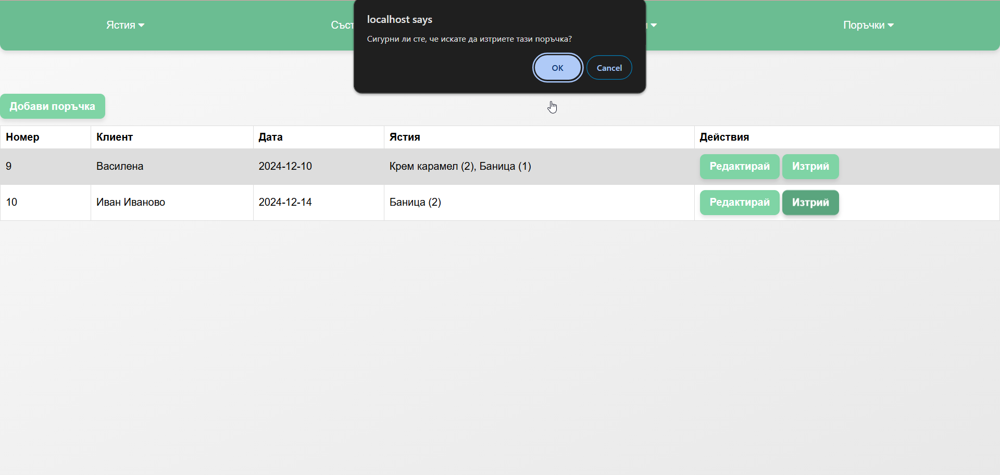 localhost says
Сигурни ли сте, че искате да изтриете тази поръчка?
OK Cancel
Ястия Поръчки
Добави поръчка
Номер Клиент Дата Ястия Действия
9 Василена 2024-12-10 Крем карамел (2), Баница (1) Редактирай Изтрий
10 Иван Иваново 2024-12-14 Баница (2) Редактирай Изтрий